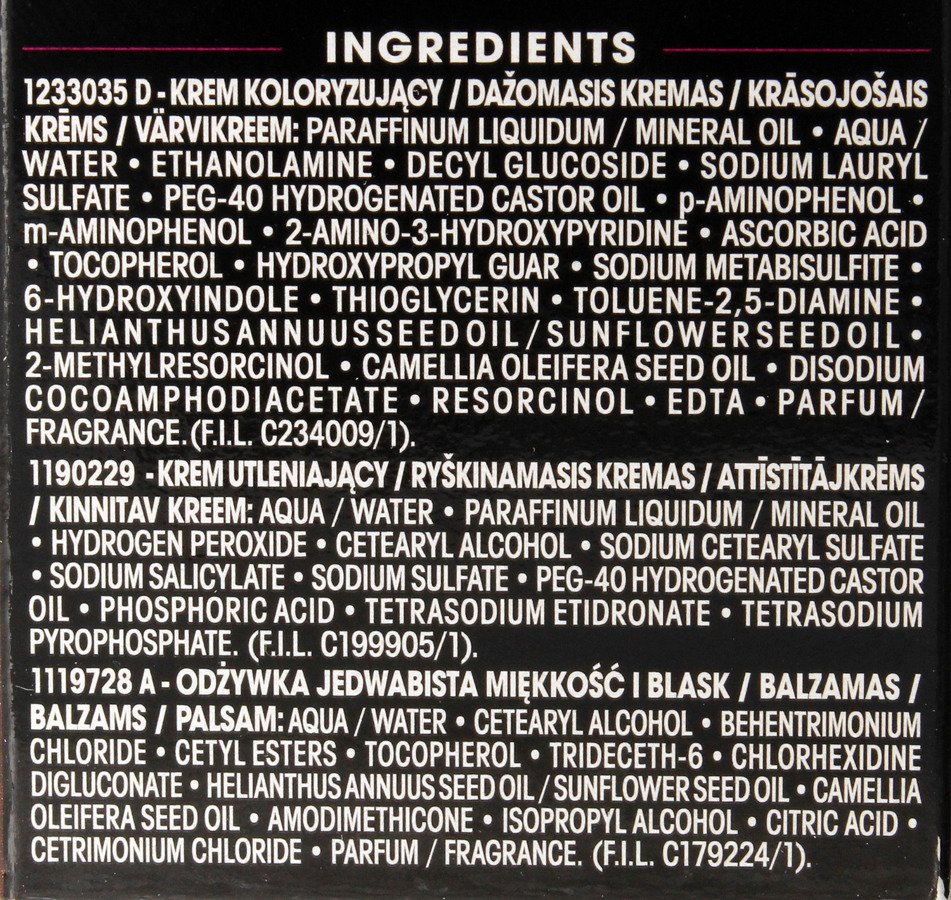 INGREDIENTS
1233035 D - KREM KOLORYZUJĄCY / DAŽOMASIS KREMAS / KRĀSOJOŠAIS
KRĒMS / VÄRVIKREEM: PARAFFINUM LIQUIDUM / MINERAL OIL • AQUA /
WATER • ETHANOLAMINE • DECYL GLUCOSIDE • SODIUM LAURYL
SULFATE • PEG-40 HYDROGENATED CASTOR OIL • p-AMINOPHENOL •
m-AMINOPHENOL • 2-AMINO-3-HYDROXYPYRIDINE • ASCORBIC ACID
• TOCOPHEROL • HYDROXYPROPYL GUAR • SODIUM METABISULFITE •
6-HYDROXYINDOLE • THIOGLYCERIN • TOLUENE-2,5-DIAMINE •
HELIANTHUS ANNUUS SEED OIL / SUNFLOWER SEED OIL •
2-METHYLRESORCINOL • CAMELLIA OLEIFERA SEED OIL • DISODIUM
COCOAMPHODIACETATE • RESORCINOL • EDTA • PARFUM /
FRAGRANCE. (F.I.L. C234009/1).
1190229 - KREM UTLENIAJĄCY / RYŠKINAMASIS KREMAS / ATTĪSTĪTĀJKRĒMS
/ KINNITAV KREEM: AQUA / WATER • PARAFFINUM LIQUIDUM / MINERAL OIL
• HYDROGEN PEROXIDE • CETEARYL ALCOHOL • SODIUM CETEARYL SULFATE
• SODIUM SALICYLATE • SODIUM SULFATE • PEG-40 HYDROGENATED CASTOR
OIL • PHOSPHORIC ACID • TETRASODIUM ETIDRONATE • TETRASODIUM
PYROPHOSPHATE. (F.I.L. C199905/1).
1119728 A - ODŻYWKA JEDWABISTA MIĘKKOŚĆ I BLASK / BALZAMAS /
BALZAMS / PALSAM: AQUA / WATER • CETEARYL ALCOHOL • BEHENTRIMONIUM
CHLORIDE • CETYL ESTERS • TOCOPHEROL • TRIDECETH-6 • CHLORHEXIDINE
DIGLUCONATE • HELIANTHUS ANNUUS SEED OIL / SUNFLOWER SEED OIL • CAMELLIA
OLEIFERA SEED OIL • AMODIMETHICONE • ISOPROPYL ALCOHOL • CITRIC ACID •
CETRIMONIUM CHLORIDE • PARFUM / FRAGRANCE. (F.I.L. C179224/1).